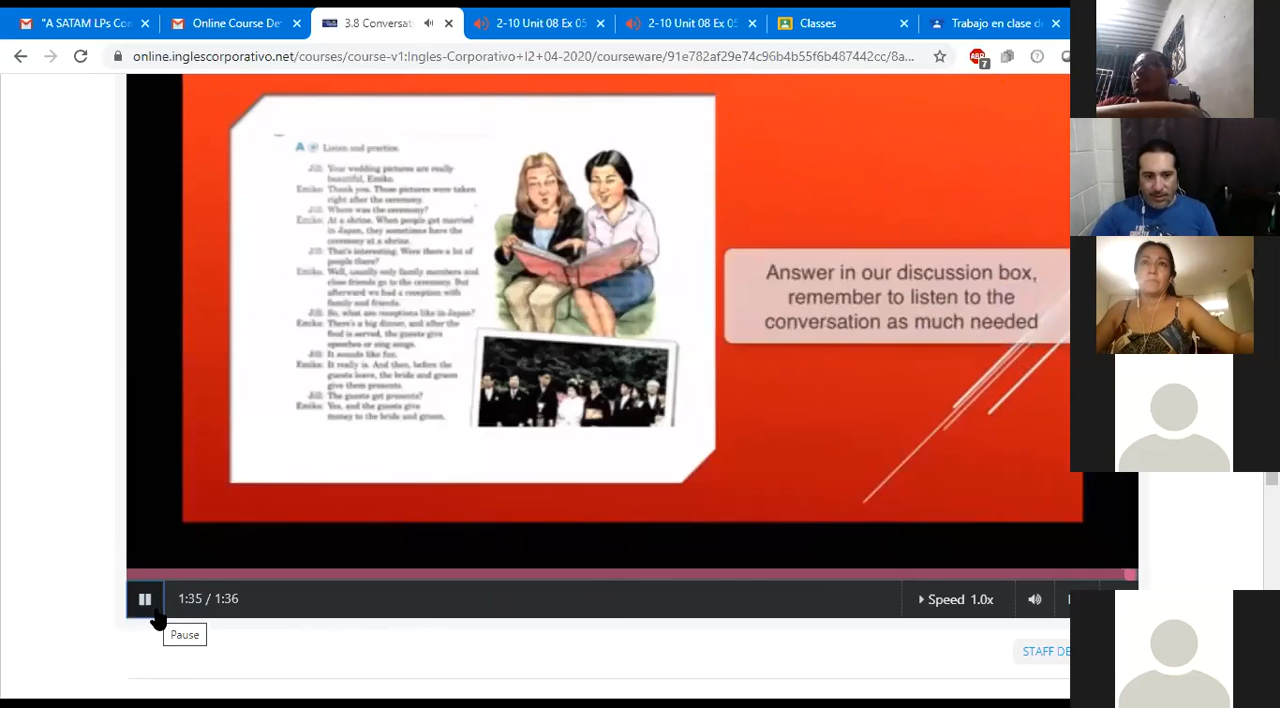 "A SATAM LPs Cor
Online Course De
3.8 Conversat
2-10 Unit 08 Ex 05
2-10 Unit 08 Ex 05
Classes
Trabajo en clase de
online.inglescorporativo.net/courses/course-v1:Ingles-Corporativo+I2+04-2020/courseware/91e782af29e74c96b4b55f6b487442cc/8a...
ABP
7
A Listen and practice.
Jill: Your wedding pictures are really
beautiful, Emiko.
Emiko: Thank you. Those pictures were taken
right after the ceremony.
Jill: Where was the ceremony?
Emiko: At a shrine. When people get married
in Japan, they sometimes have the
ceremony at a shrine.
Jill: That's interesting. Were there a lot of
people there?
Emiko: Well, usually only family members and
close friends go to the ceremony. But
afterward we had a reception with
family and friends.
Jill: So, what are receptions like in Japan?
Emiko: There's a big dinner, and after the
food is served, the guests give
speeches or sing songs.
Jill: It sounds like fun.
Emiko: It really is. And then, before the
guests leave, the bride and groom
give them presents.
Jill: The guests get presents?
Emiko: Yes, and the guests give
money to the bride and groom.
Answer in our discussion box,
remember to listen to the
conversation as much needed
1:35 / 1:36
Speed 1.0x
Pause
STAFF DE